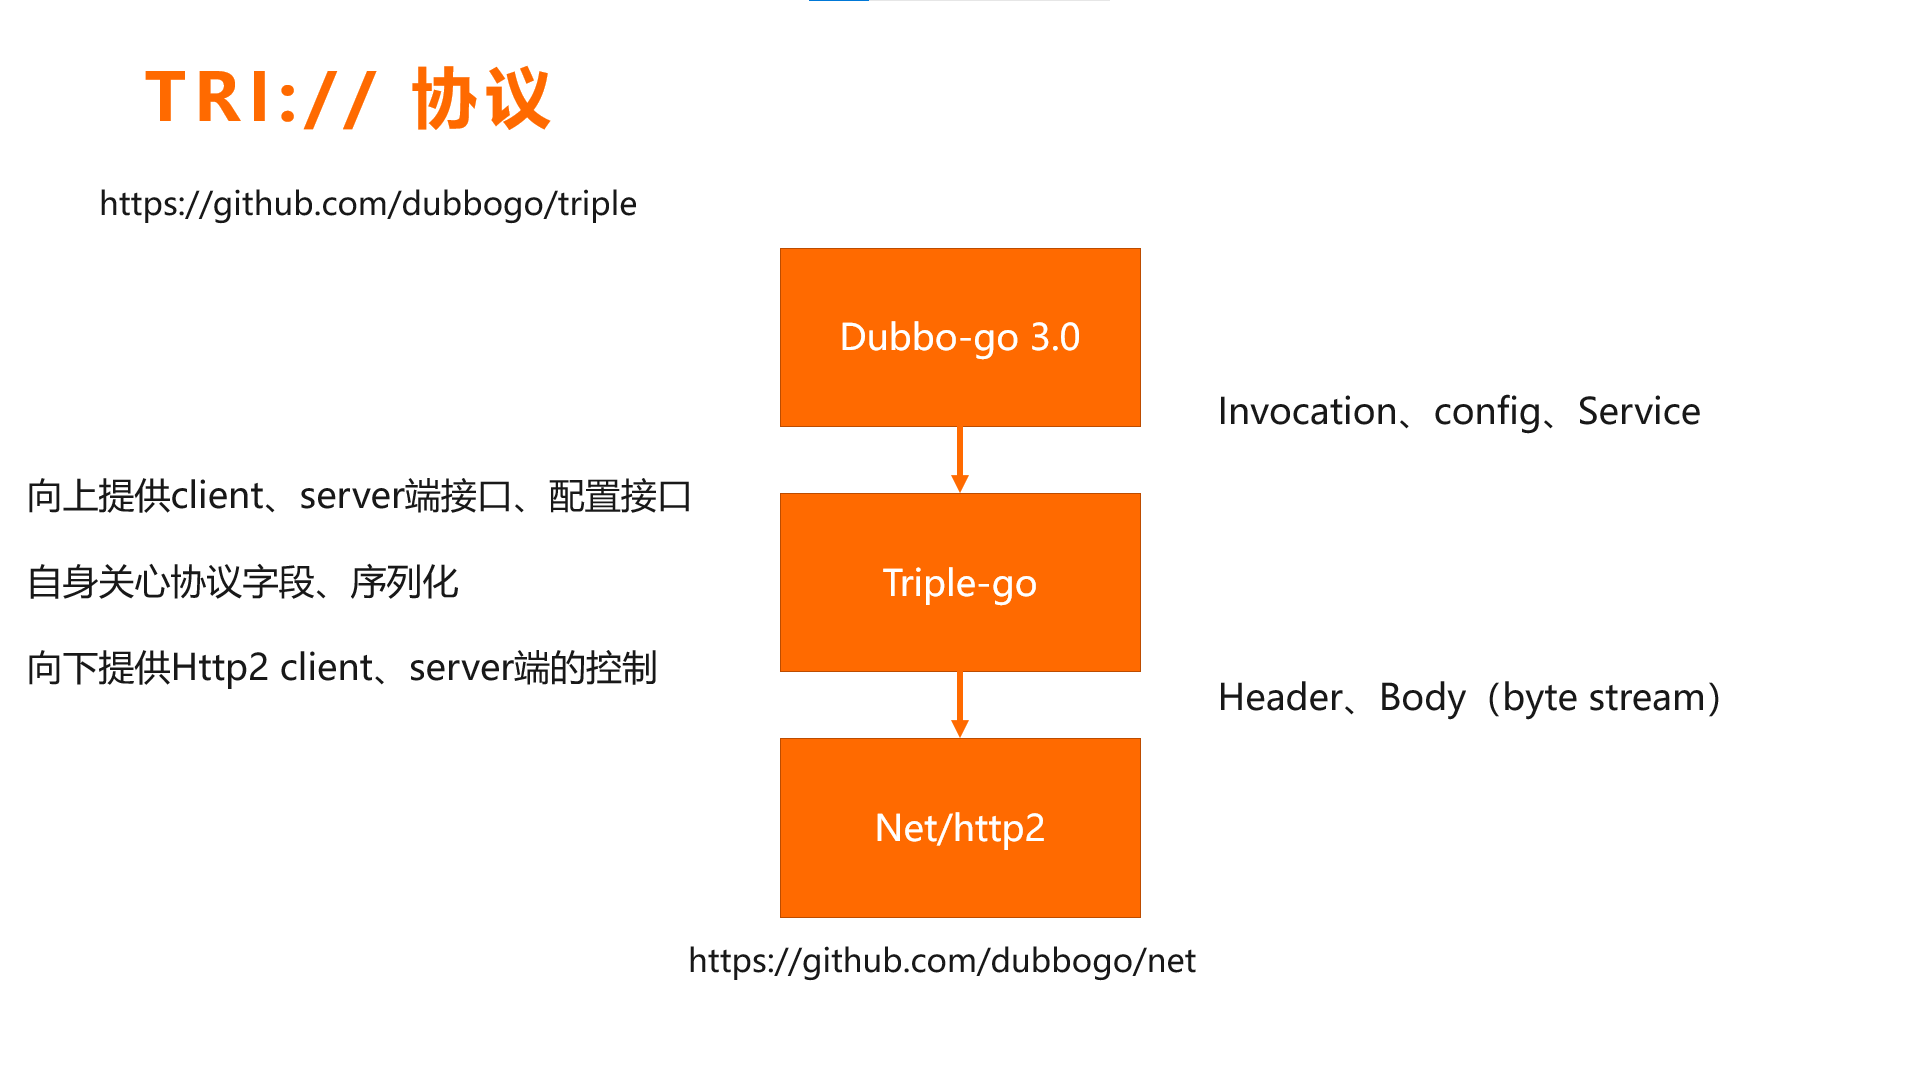 TRI:// 协议
https://github.com/dubbogo/triple
Dubbo-go 3.0
Invocation、config、Service
向上提供client、server端接口、配置接口
自身关心协议字段、序列化
向下提供Http2 client、server端的控制
Triple-go
Header、Body（byte stream）
Net/http2
https://github.com/dubbogo/net